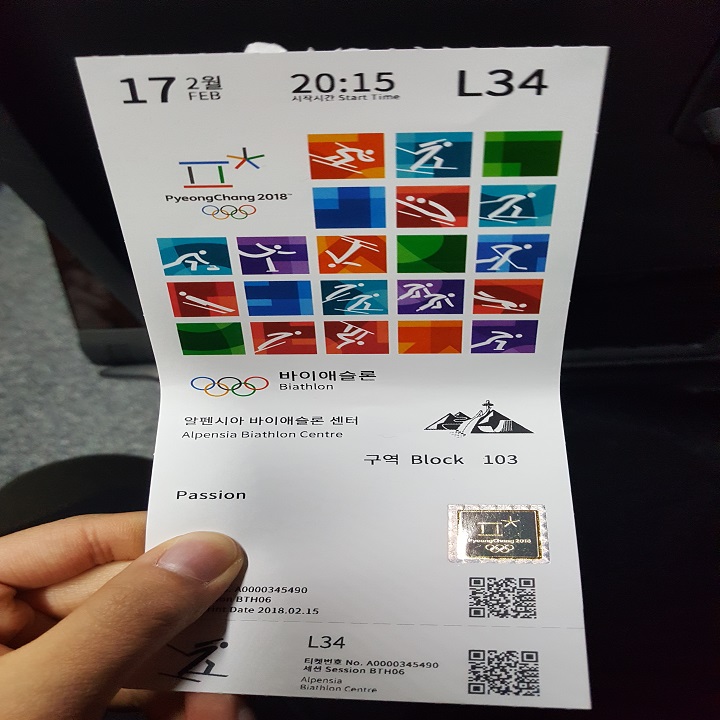 17 2월 FEB
20:15
시작시간 Start Time
L34
PyeongChang 2018™
바이애슬론
Biathlon
알펜시아 바이애슬론 센터
Alpensia Biathlon Centre
구역 Block 103
Passion
PyeongChang 2018
A0000345490
BTH06
Date 2018.02.15
L34
티켓번호 No. A0000345490
세션 Session BTH06
Alpensia
Biathlon Centre